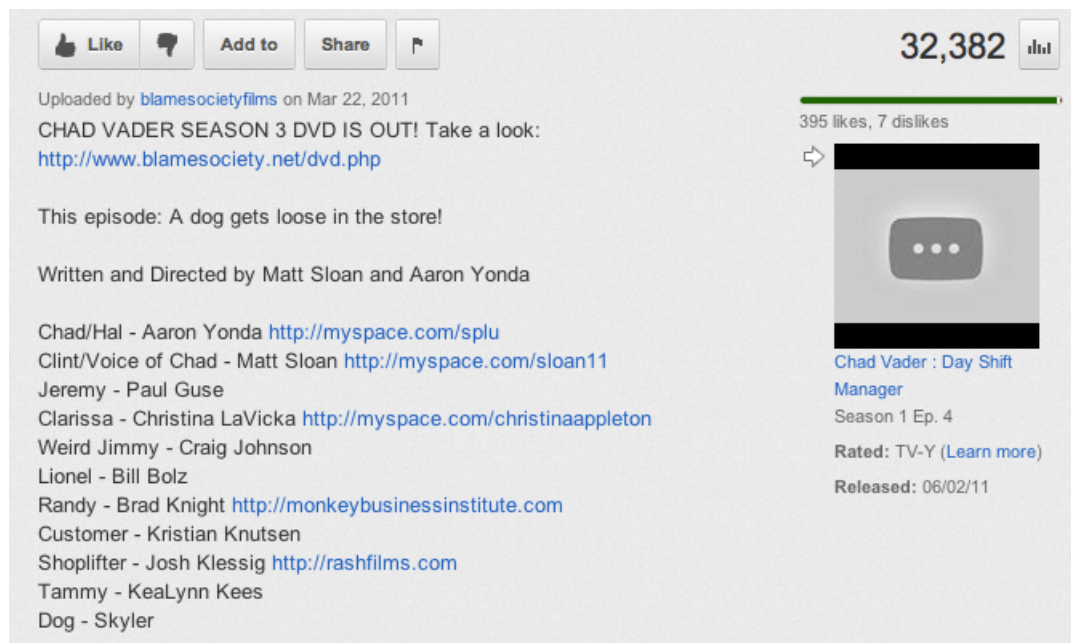 Like
Add to
Share
32,382
Uploaded by blamesocietyfilms on Mar 22, 2011
CHAD VADER SEASON 3 DVD IS OUT! Take a look:
http://www.blamesociety.net/dvd.php
This episode: A dog gets loose in the store!
Written and Directed by Matt Sloan and Aaron Yonda
Chad/Hal - Aaron Yonda http://myspace.com/splu
Clint/Voice of Chad - Matt Sloan http://myspace.com/sloan11
Jeremy - Paul Guse
Clarissa - Christina LaVicka http://myspace.com/christinaappleton
Weird Jimmy - Craig Johnson
Lionel - Bill Bolz
Randy - Brad Knight http://monkeybusinessinstitute.com
Customer - Kristian Knutsen
Shoplifter - Josh Klessig http://rashfilms.com
Tammy - KeaLynn Kees
Dog - Skyler
395 likes, 7 dislikes
Chad Vader : Day Shift
Manager
Season 1 Ep. 4
Rated: TV-Y (Learn more)
Released: 06/02/11